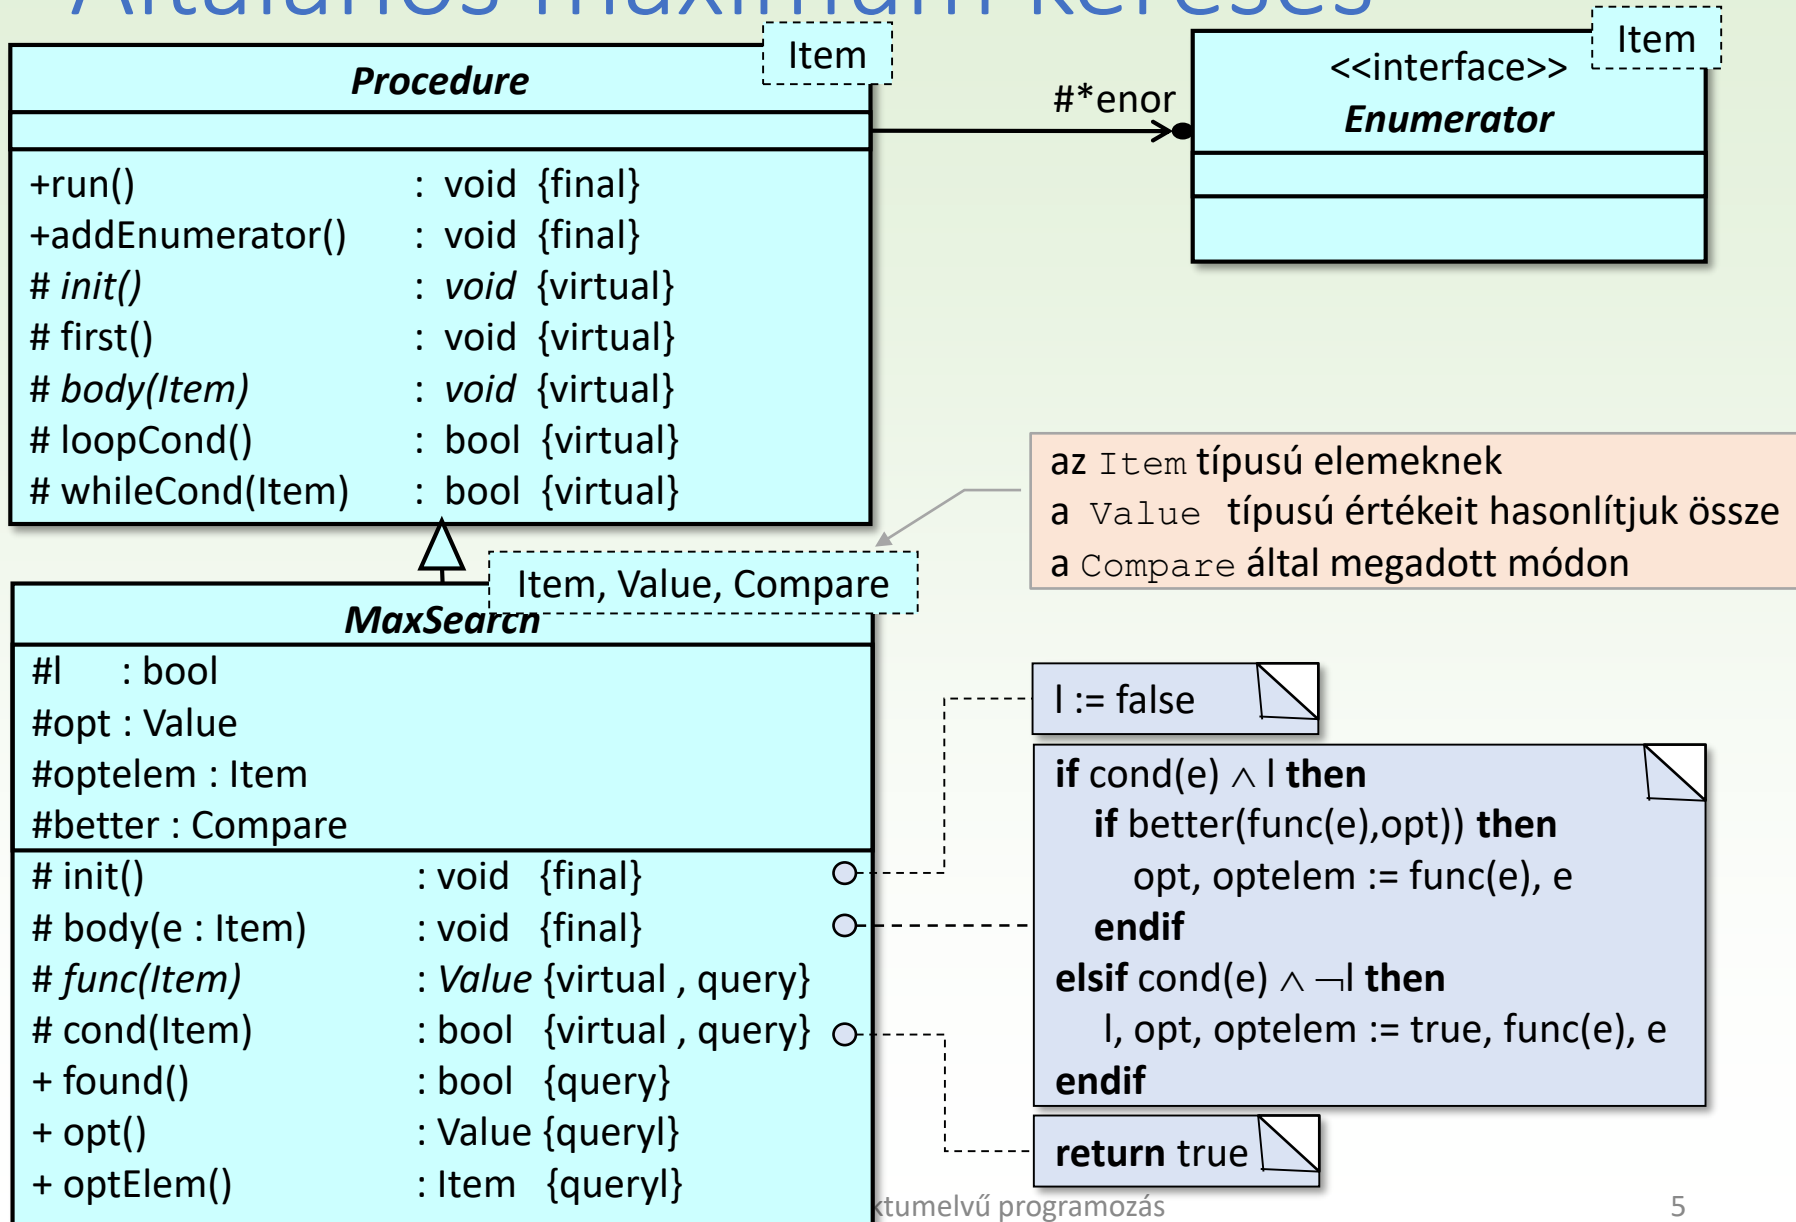 Általános maximum keresés
Item
Procedure
+run() : void {final}
+addEnumerator() : void {final}
# init() : void {virtual}
# first() : void {virtual}
# body(Item) : void {virtual}
# loopCond() : bool {virtual}
# whileCond(Item) : bool {virtual}
#*enor
Item
<<interface>>
Enumerator
az Item típusú elemeknek
a Value típusú értékeit hasonlítjuk össze
a Compare által megadott módon
Item, Value, Compare
MaxSearch
#l : bool
#opt : Value
#optelem : Item
#better : Compare
# init() : void {final}
# body(e : Item) : void {final}
# func(Item) : Value {virtual , query}
# cond(Item) : bool {virtual , query}
+ found() : bool {query}
+ opt() : Value {queryl}
+ optElem() : Item {queryl}
l := false
if cond(e) ∧ l then
if better(func(e),opt)) then
opt, optelem := func(e), e
endif
elsif cond(e) ∧ ¬l then
l, opt, optelem := true, func(e), e
endif
return true
ktumelvű programozás
5